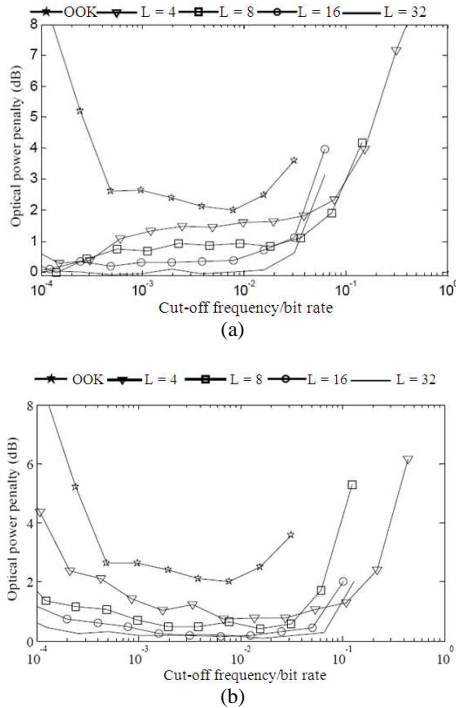 OOK L = 4 L = 8 L = 16 L = 32
8
7
6
5
4
3
2
1
0
Optical power penalty (dB)
10-4 10-3 10-2 10-1 100
Cut-off frequency/bit rate
(a)
OOK L = 4 L = 8 L = 16 L = 32
8
6
4
2
0
Optical power penalty (dB)
10-4 10-3 10-2 10-1 100
Cut-off frequency/bit rate
(b)